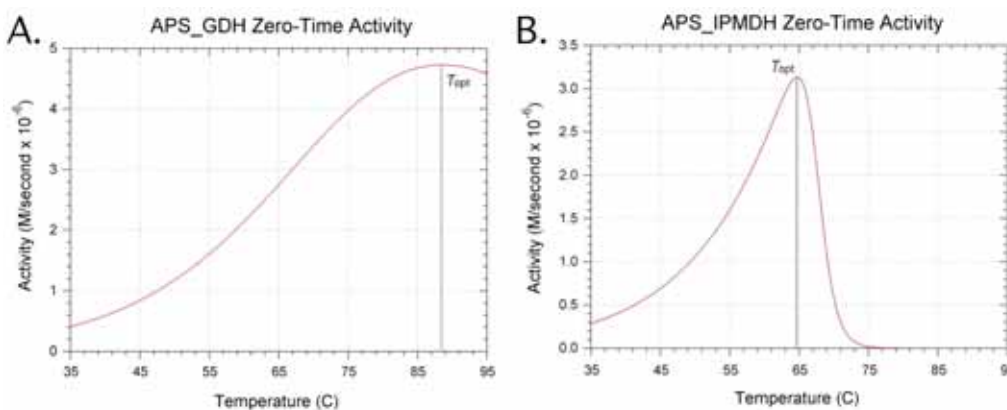 A.
APS_GDH Zero-Time Activity
5
4
3
2
1
0
Activity (M/second x 10⁻⁶)
Topt
35 45 55 65 75 85 95
Temperature (C)
B.
APS_IPMDH Zero-Time Activity
3.5
3.0
2.5
2.0
1.5
1.0
0.5
0.0
Activity (M/second x 10⁻⁶)
Topt
35 45 55 65 75 85 9
Temperature (C)